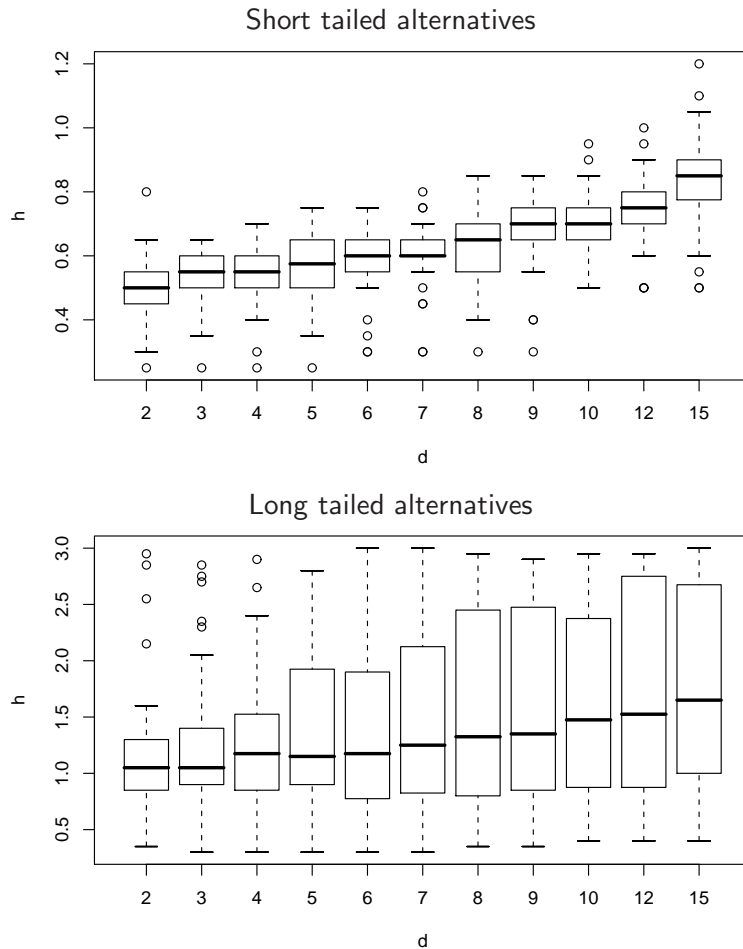 Short tailed alternatives
1.2
1.0
0.8
0.6
0.4
h
2 3 4 5 6 7 8 9 10 12 15
d
Long tailed alternatives
3.0
2.5
2.0
1.5
1.0
0.5
h
2 3 4 5 6 7 8 9 10 12 15
d